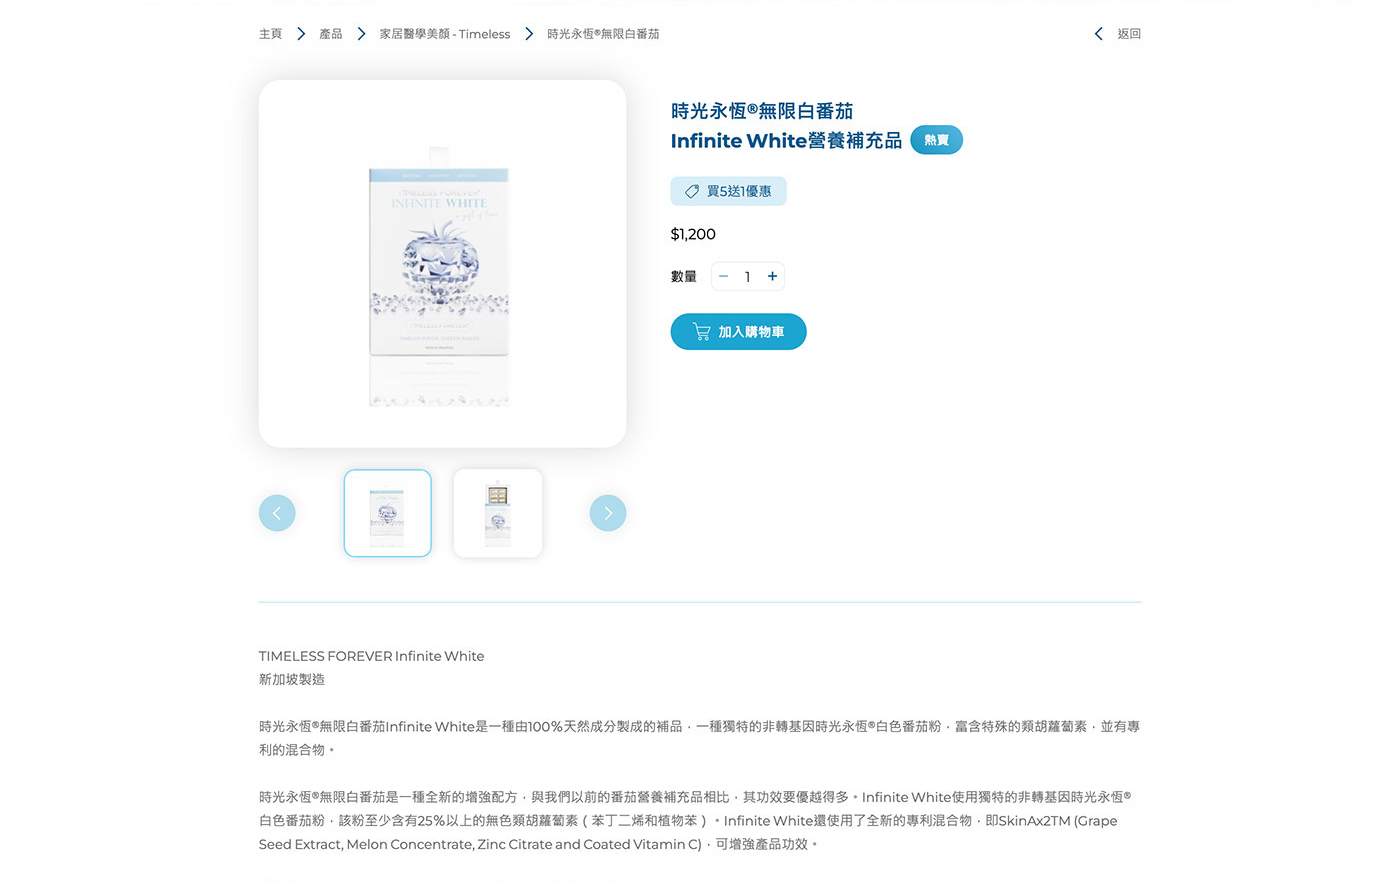 主頁 產品 家居醫學美顏 - Timeless 時光永恆®無限白番茄 返回
TIMELESS FOREVER®
INFINITE WHITE
a gift of time
時光永恆®無限白番茄
Infinite White營養補充品 熱賣
買5送1優惠
$1,200
數量 − 1 +
加入購物車
TIMELESS FOREVER Infinite White
新加坡製造
時光永恆®無限白番茄Infinite White是一種由100%天然成分製成的補品，一種獨特的非轉基因時光永恆®白色番茄粉，富含特殊的類胡蘿蔔素，並有專
利的混合物。
時光永恆®無限白番茄是一種全新的增強配方，與我們以前的番茄營養補充品相比，其功效要優越得多。Infinite White使用獨特的非轉基因時光永恆®
白色番茄粉，該粉至少含有25%以上的無色類胡蘿蔔素（苯丁二烯和植物苯）。Infinite White還使用了全新的專利混合物，即SkinAx2TM (Grape
Seed Extract, Melon Concentrate, Zinc Citrate and Coated Vitamin C)，可增強產品功效。